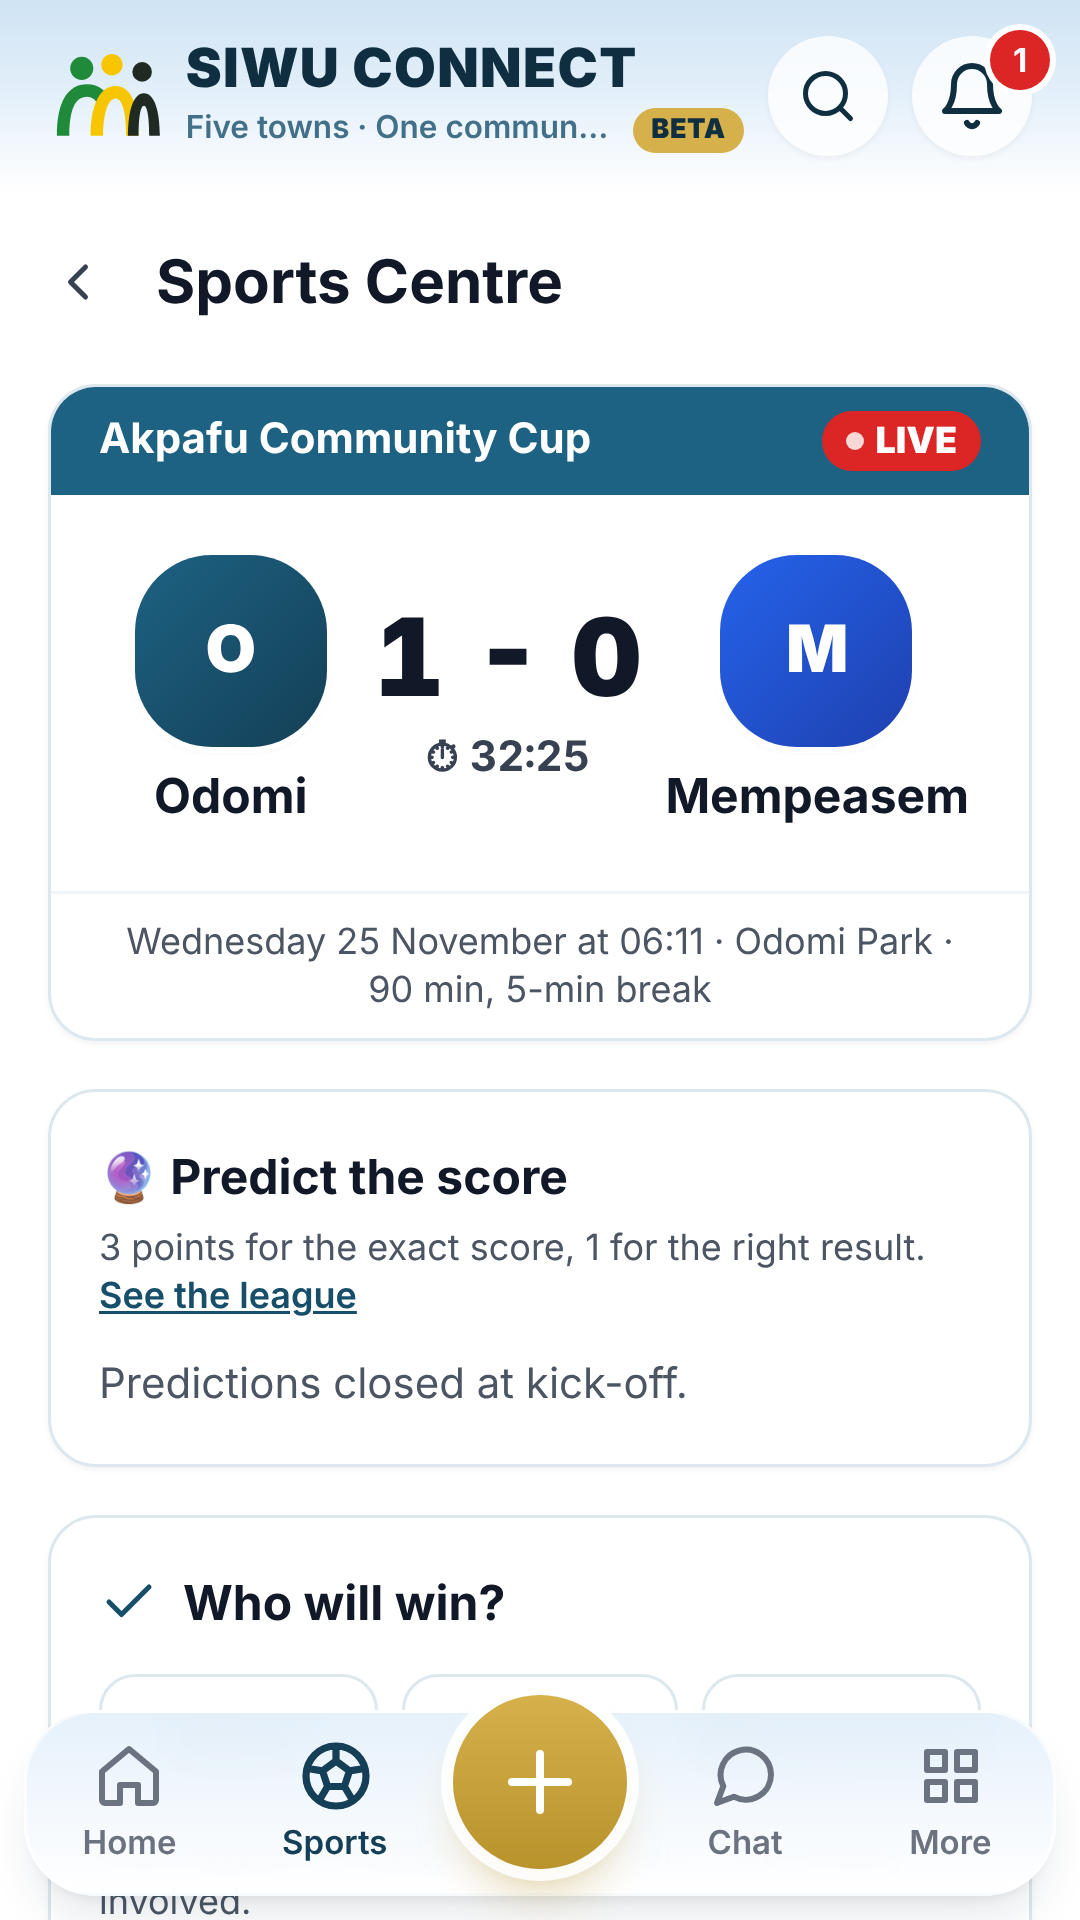 SIWU CONNECT
Five towns · One commun...
BETA
1
Sports Centre
Akpafu Community Cup
LIVE
O
1 - 0
M
⏱ 32:25
Odomi
Mempeasem
Wednesday 25 November at 06:11 · Odomi Park ·
90 min, 5-min break
🔮 Predict the score
3 points for the exact score, 1 for the right result.
See the league
Predictions closed at kick-off.
Who will win?
Home
Sports
Chat
More
involved.